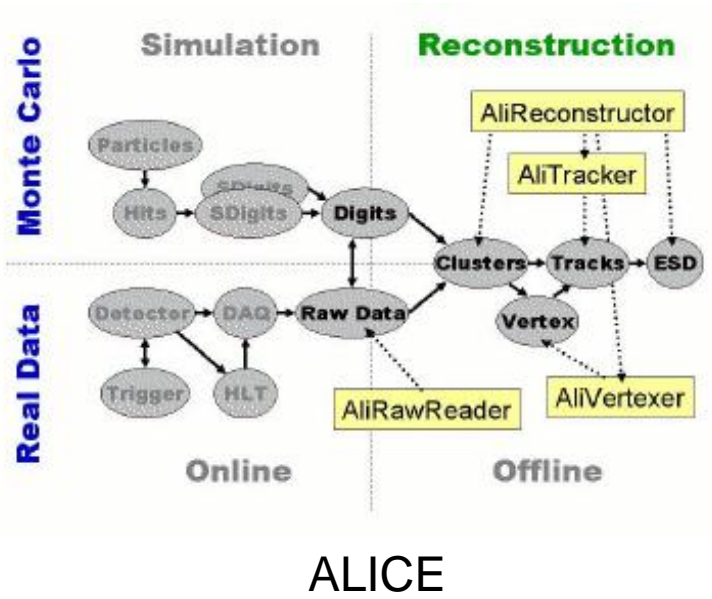 Simulation
Reconstruction
Monte Carlo
AliReconstructor
Particles
AliTracker
SDigits
Hits
SDigits
Digits
Clusters
Tracks
ESD
Real Data
Detector
DAQ
Raw Data
Vertex
Trigger
HLT
AliRawReader
AliVertexer
Online
Offline
ALICE